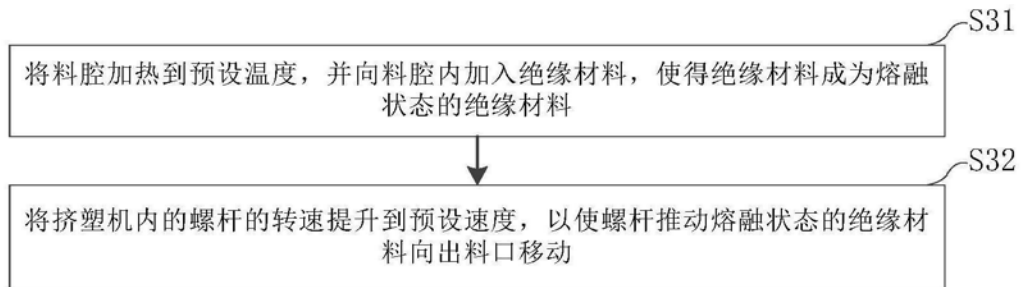 S31
将料腔加热到预设温度，并向料腔内加入绝缘材料，使得绝缘材料成为熔融
状态的绝缘材料
S32
将挤塑机内的螺杆的转速提升到预设速度，以使螺杆推动熔融状态的绝缘材
料向出料口移动